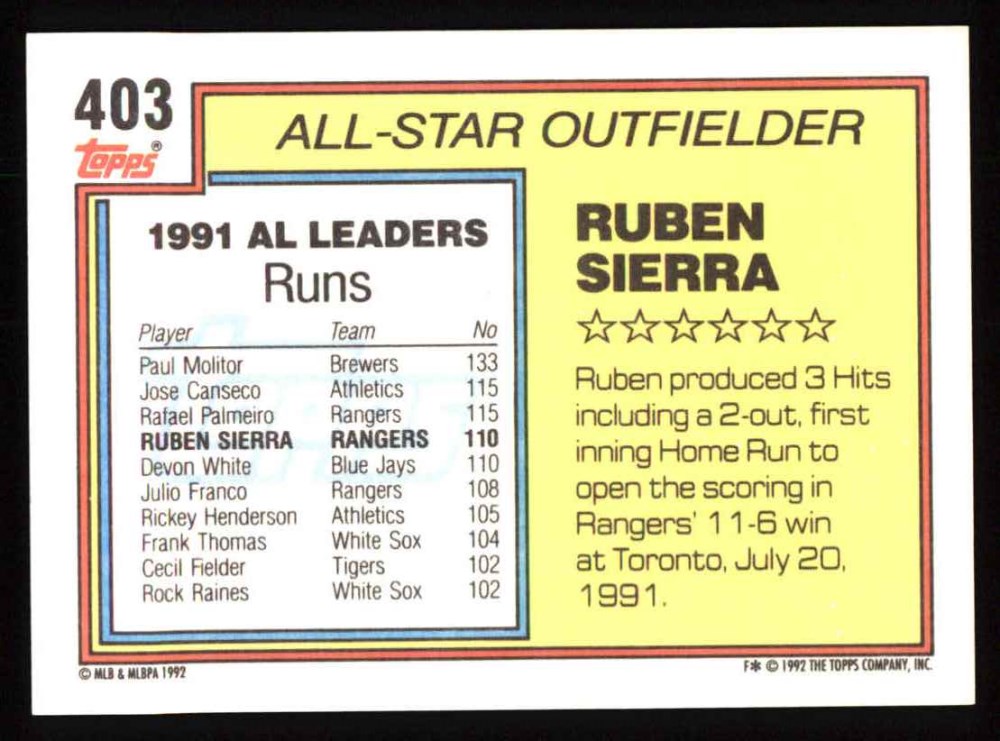 403
Topps®
ALL-STAR OUTFIELDER
1991 AL LEADERS
Runs
Player Team No
Paul Molitor Brewers 133
Jose Canseco Athletics 115
Rafael Palmeiro Rangers 115
RUBEN SIERRA RANGERS 110
Devon White Blue Jays 110
Julio Franco Rangers 108
Rickey Henderson Athletics 105
Frank Thomas White Sox 104
Cecil Fielder Tigers 102
Rock Raines White Sox 102
RUBEN
SIERRA
Ruben produced 3 Hits
including a 2-out, first
inning Home Run to
open the scoring in
Rangers' 11-6 win
at Toronto, July 20,
1991.
© MLB & MLBPA 1992
F* © 1992 THE TOPPS COMPANY, INC.